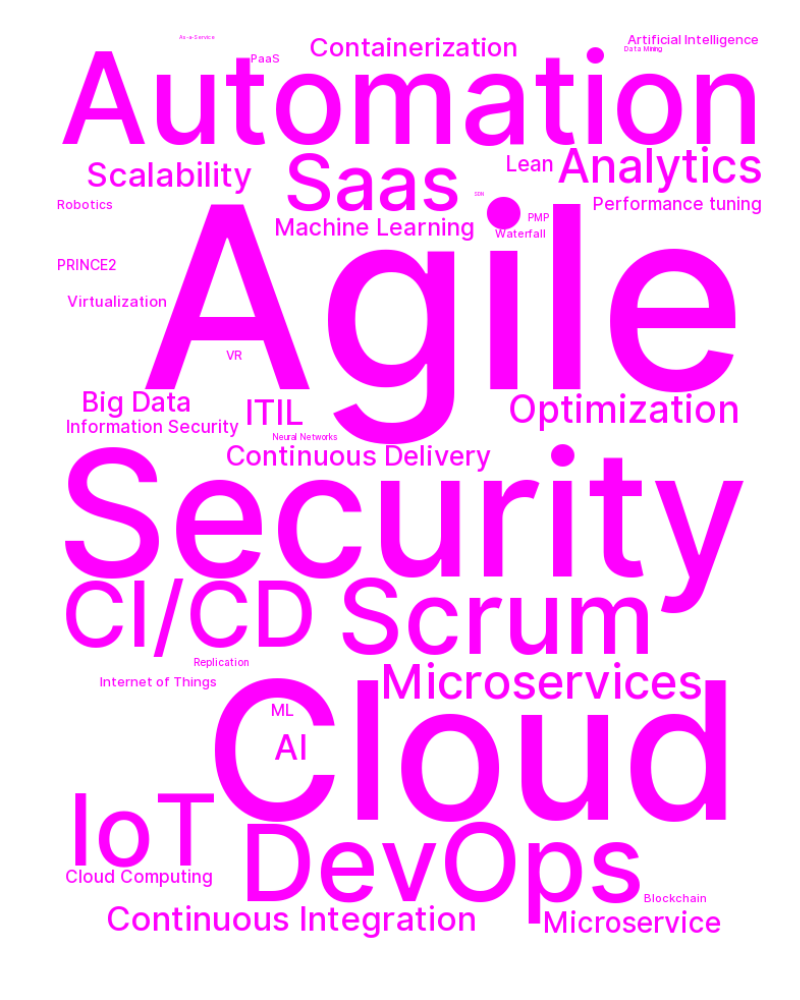 As-a-Service
Artificial Intelligence
Containerization
Data Mining
PaaS
Automation
Lean
Analytics
Scalability
Saas
SDN
Robotics
Performance tuning
PMP
Machine Learning
Waterfall
Agile
PRINCE2
Virtualization
VR
Big Data
ITIL
Optimization
Information Security
Neural Networks
Continuous Delivery
Security
CI/CD
Scrum
Replication
Internet of Things
Microservices
Cloud
ML
AI
IoT
DevOps
Cloud Computing
Blockchain
Continuous Integration
Microservice